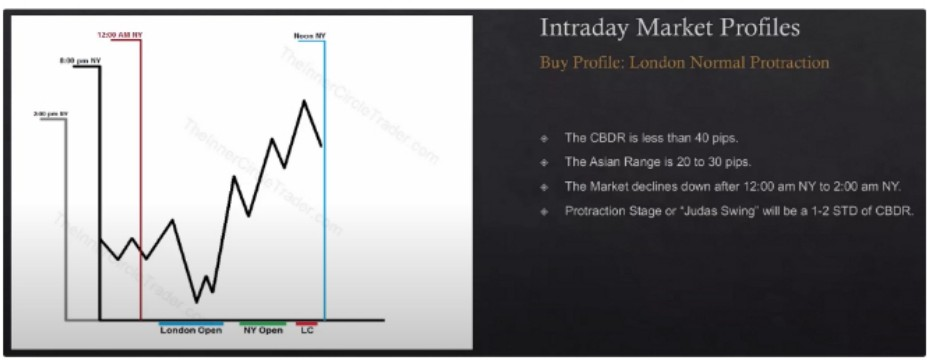 Intraday Market Profiles
Buy Profile: London Normal Protraction
The CBDR is less than 40 pips.
The Asian Range is 20 to 30 pips.
The Market declines down after 12:00 am NY to 2:00 am NY.
Protraction Stage or "Judas Swing" will be a 1-2 STD of CBDR.
12:00 AM NY
Noon NY
8:00 pm NY
2:00 pm NY
TheInnerCircleTrader.com
TheInnerCircleTrader.com
London Open
NY Open
LC